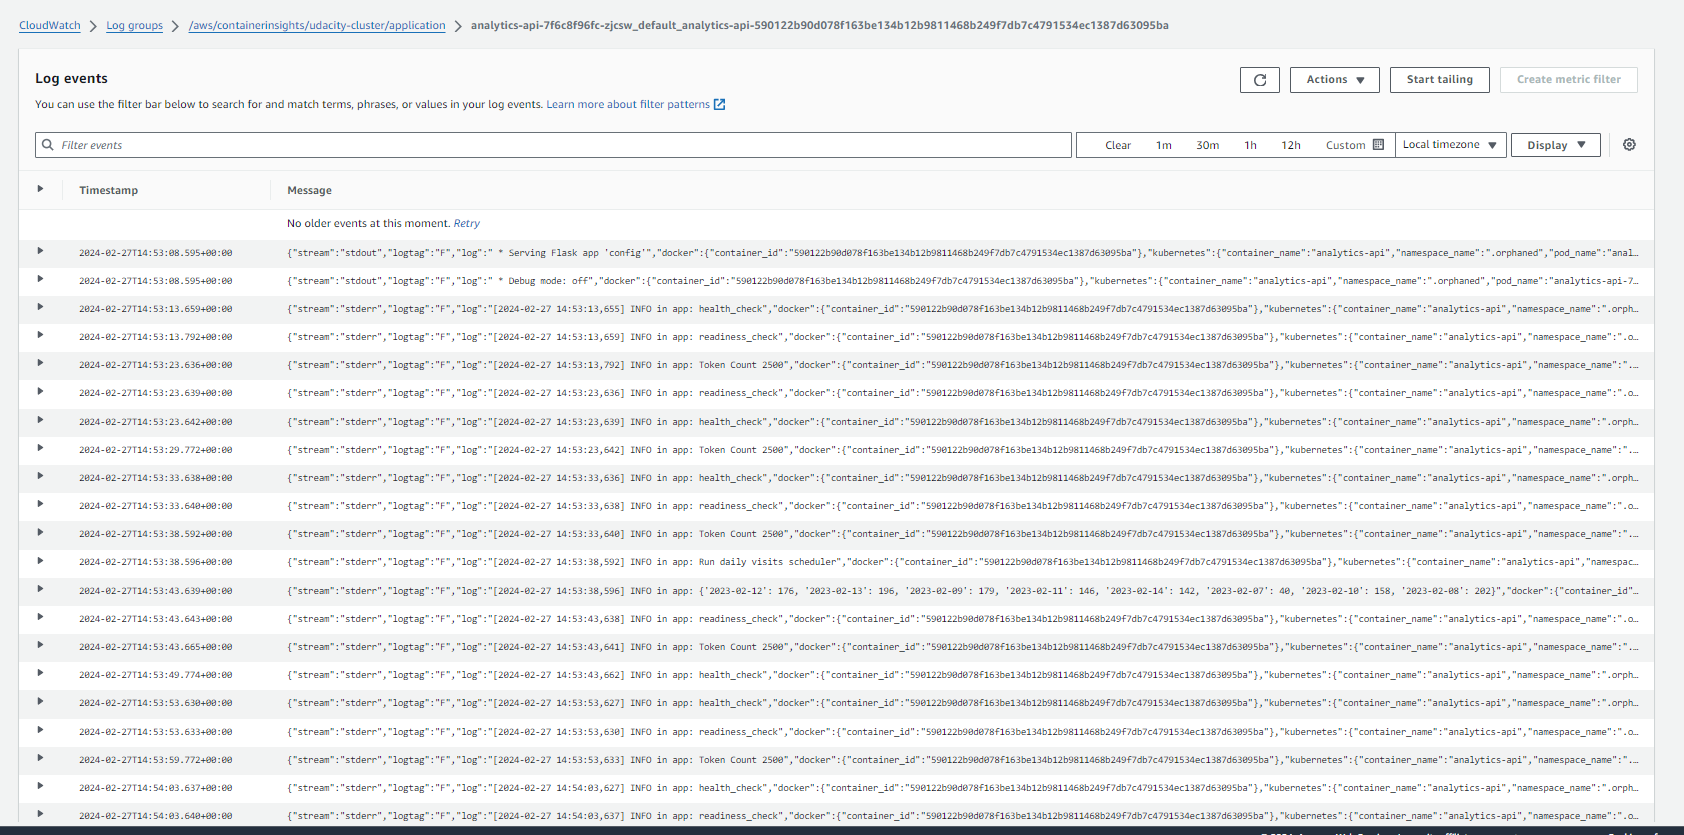 CloudWatch > Log groups > /aws/containerinsights/udacity-cluster/application > analytics-api-7f6c8f96fc-zjcsw_default_analytics-api-590122b90d078f163be134b12b9811468b249f7db7c4791534ec1387d63095ba
Log events
Actions Start tailing Create metric filter
You can use the filter bar below to search for and match terms, phrases, or values in your log events. Learn more about filter patterns
Filter events Clear 1m 30m 1h 12h Custom Local timezone Display
Timestamp Message
No older events at this moment. Retry
2024-02-27T14:53:08.595+00:00 {"stream":"stdout","logtag":"F","log":" * Serving Flask app 'config'","docker":{"container_id":"590122b90d078f163be134b12b9811468b249f7db7c4791534ec1387d63095ba"},"kubernetes":{"container_name":"analytics-api","namespace_name":".orphaned","pod_name":"anal…
2024-02-27T14:53:08.595+00:00 {"stream":"stdout","logtag":"F","log":" * Debug mode: off","docker":{"container_id":"590122b90d078f163be134b12b9811468b249f7db7c4791534ec1387d63095ba"},"kubernetes":{"container_name":"analytics-api","namespace_name":".orphaned","pod_name":"analytics-api-7…
2024-02-27T14:53:13.659+00:00 {"stream":"stderr","logtag":"F","log":"[2024-02-27 14:53:13,655] INFO in app: health_check","docker":{"container_id":"590122b90d078f163be134b12b9811468b249f7db7c4791534ec1387d63095ba"},"kubernetes":{"container_name":"analytics-api","namespace_name":".orph…
2024-02-27T14:53:13.792+00:00 {"stream":"stderr","logtag":"F","log":"[2024-02-27 14:53:13,659] INFO in app: readiness_check","docker":{"container_id":"590122b90d078f163be134b12b9811468b249f7db7c4791534ec1387d63095ba"},"kubernetes":{"container_name":"analytics-api","namespace_name":".o…
2024-02-27T14:53:23.636+00:00 {"stream":"stderr","logtag":"F","log":"[2024-02-27 14:53:13,792] INFO in app: Token Count 2500","docker":{"container_id":"590122b90d078f163be134b12b9811468b249f7db7c4791534ec1387d63095ba"},"kubernetes":{"container_name":"analytics-api","namespace_name":".…
2024-02-27T14:53:23.639+00:00 {"stream":"stderr","logtag":"F","log":"[2024-02-27 14:53:23,636] INFO in app: readiness_check","docker":{"container_id":"590122b90d078f163be134b12b9811468b249f7db7c4791534ec1387d63095ba"},"kubernetes":{"container_name":"analytics-api","namespace_name":".o…
2024-02-27T14:53:23.642+00:00 {"stream":"stderr","logtag":"F","log":"[2024-02-27 14:53:23,639] INFO in app: health_check","docker":{"container_id":"590122b90d078f163be134b12b9811468b249f7db7c4791534ec1387d63095ba"},"kubernetes":{"container_name":"analytics-api","namespace_name":".orph…
2024-02-27T14:53:29.772+00:00 {"stream":"stderr","logtag":"F","log":"[2024-02-27 14:53:23,642] INFO in app: Token Count 2500","docker":{"container_id":"590122b90d078f163be134b12b9811468b249f7db7c4791534ec1387d63095ba"},"kubernetes":{"container_name":"analytics-api","namespace_name":".…
2024-02-27T14:53:33.638+00:00 {"stream":"stderr","logtag":"F","log":"[2024-02-27 14:53:33,636] INFO in app: health_check","docker":{"container_id":"590122b90d078f163be134b12b9811468b249f7db7c4791534ec1387d63095ba"},"kubernetes":{"container_name":"analytics-api","namespace_name":".orph…
2024-02-27T14:53:33.640+00:00 {"stream":"stderr","logtag":"F","log":"[2024-02-27 14:53:33,638] INFO in app: readiness_check","docker":{"container_id":"590122b90d078f163be134b12b9811468b249f7db7c4791534ec1387d63095ba"},"kubernetes":{"container_name":"analytics-api","namespace_name":".o…
2024-02-27T14:53:38.592+00:00 {"stream":"stderr","logtag":"F","log":"[2024-02-27 14:53:33,640] INFO in app: Token Count 2500","docker":{"container_id":"590122b90d078f163be134b12b9811468b249f7db7c4791534ec1387d63095ba"},"kubernetes":{"container_name":"analytics-api","namespace_name":".…
2024-02-27T14:53:38.596+00:00 {"stream":"stderr","logtag":"F","log":"[2024-02-27 14:53:38,592] INFO in app: Run daily visits scheduler","docker":{"container_id":"590122b90d078f163be134b12b9811468b249f7db7c4791534ec1387d63095ba"},"kubernetes":{"container_name":"analytics-api","namespac…
2024-02-27T14:53:43.639+00:00 {"stream":"stderr","logtag":"F","log":"[2024-02-27 14:53:38,596] INFO in app: {'2023-02-12': 176, '2023-02-13': 196, '2023-02-09': 179, '2023-02-11': 146, '2023-02-14': 142, '2023-02-07': 40, '2023-02-10': 158, '2023-02-08': 202}","docker":{"container_id"…
2024-02-27T14:53:43.643+00:00 {"stream":"stderr","logtag":"F","log":"[2024-02-27 14:53:43,638] INFO in app: readiness_check","docker":{"container_id":"590122b90d078f163be134b12b9811468b249f7db7c4791534ec1387d63095ba"},"kubernetes":{"container_name":"analytics-api","namespace_name":".o…
2024-02-27T14:53:43.665+00:00 {"stream":"stderr","logtag":"F","log":"[2024-02-27 14:53:43,641] INFO in app: Token Count 2500","docker":{"container_id":"590122b90d078f163be134b12b9811468b249f7db7c4791534ec1387d63095ba"},"kubernetes":{"container_name":"analytics-api","namespace_name":".…
2024-02-27T14:53:49.774+00:00 {"stream":"stderr","logtag":"F","log":"[2024-02-27 14:53:43,662] INFO in app: health_check","docker":{"container_id":"590122b90d078f163be134b12b9811468b249f7db7c4791534ec1387d63095ba"},"kubernetes":{"container_name":"analytics-api","namespace_name":".orph…
2024-02-27T14:53:53.630+00:00 {"stream":"stderr","logtag":"F","log":"[2024-02-27 14:53:53,627] INFO in app: health_check","docker":{"container_id":"590122b90d078f163be134b12b9811468b249f7db7c4791534ec1387d63095ba"},"kubernetes":{"container_name":"analytics-api","namespace_name":".orph…
2024-02-27T14:53:53.633+00:00 {"stream":"stderr","logtag":"F","log":"[2024-02-27 14:53:53,630] INFO in app: readiness_check","docker":{"container_id":"590122b90d078f163be134b12b9811468b249f7db7c4791534ec1387d63095ba"},"kubernetes":{"container_name":"analytics-api","namespace_name":".o…
2024-02-27T14:53:59.772+00:00 {"stream":"stderr","logtag":"F","log":"[2024-02-27 14:53:53,633] INFO in app: Token Count 2500","docker":{"container_id":"590122b90d078f163be134b12b9811468b249f7db7c4791534ec1387d63095ba"},"kubernetes":{"container_name":"analytics-api","namespace_name":".…
2024-02-27T14:54:03.637+00:00 {"stream":"stderr","logtag":"F","log":"[2024-02-27 14:54:03,627] INFO in app: health_check","docker":{"container_id":"590122b90d078f163be134b12b9811468b249f7db7c4791534ec1387d63095ba"},"kubernetes":{"container_name":"analytics-api","namespace_name":".orph…
2024-02-27T14:54:03.640+00:00 {"stream":"stderr","logtag":"F","log":"[2024-02-27 14:54:03,637] INFO in app: readiness_check","docker":{"container_id":"590122b90d078f163be134b12b9811468b249f7db7c4791534ec1387d63095ba"},"kubernetes":{"container_name":"analytics-api","namespace_name":".o…